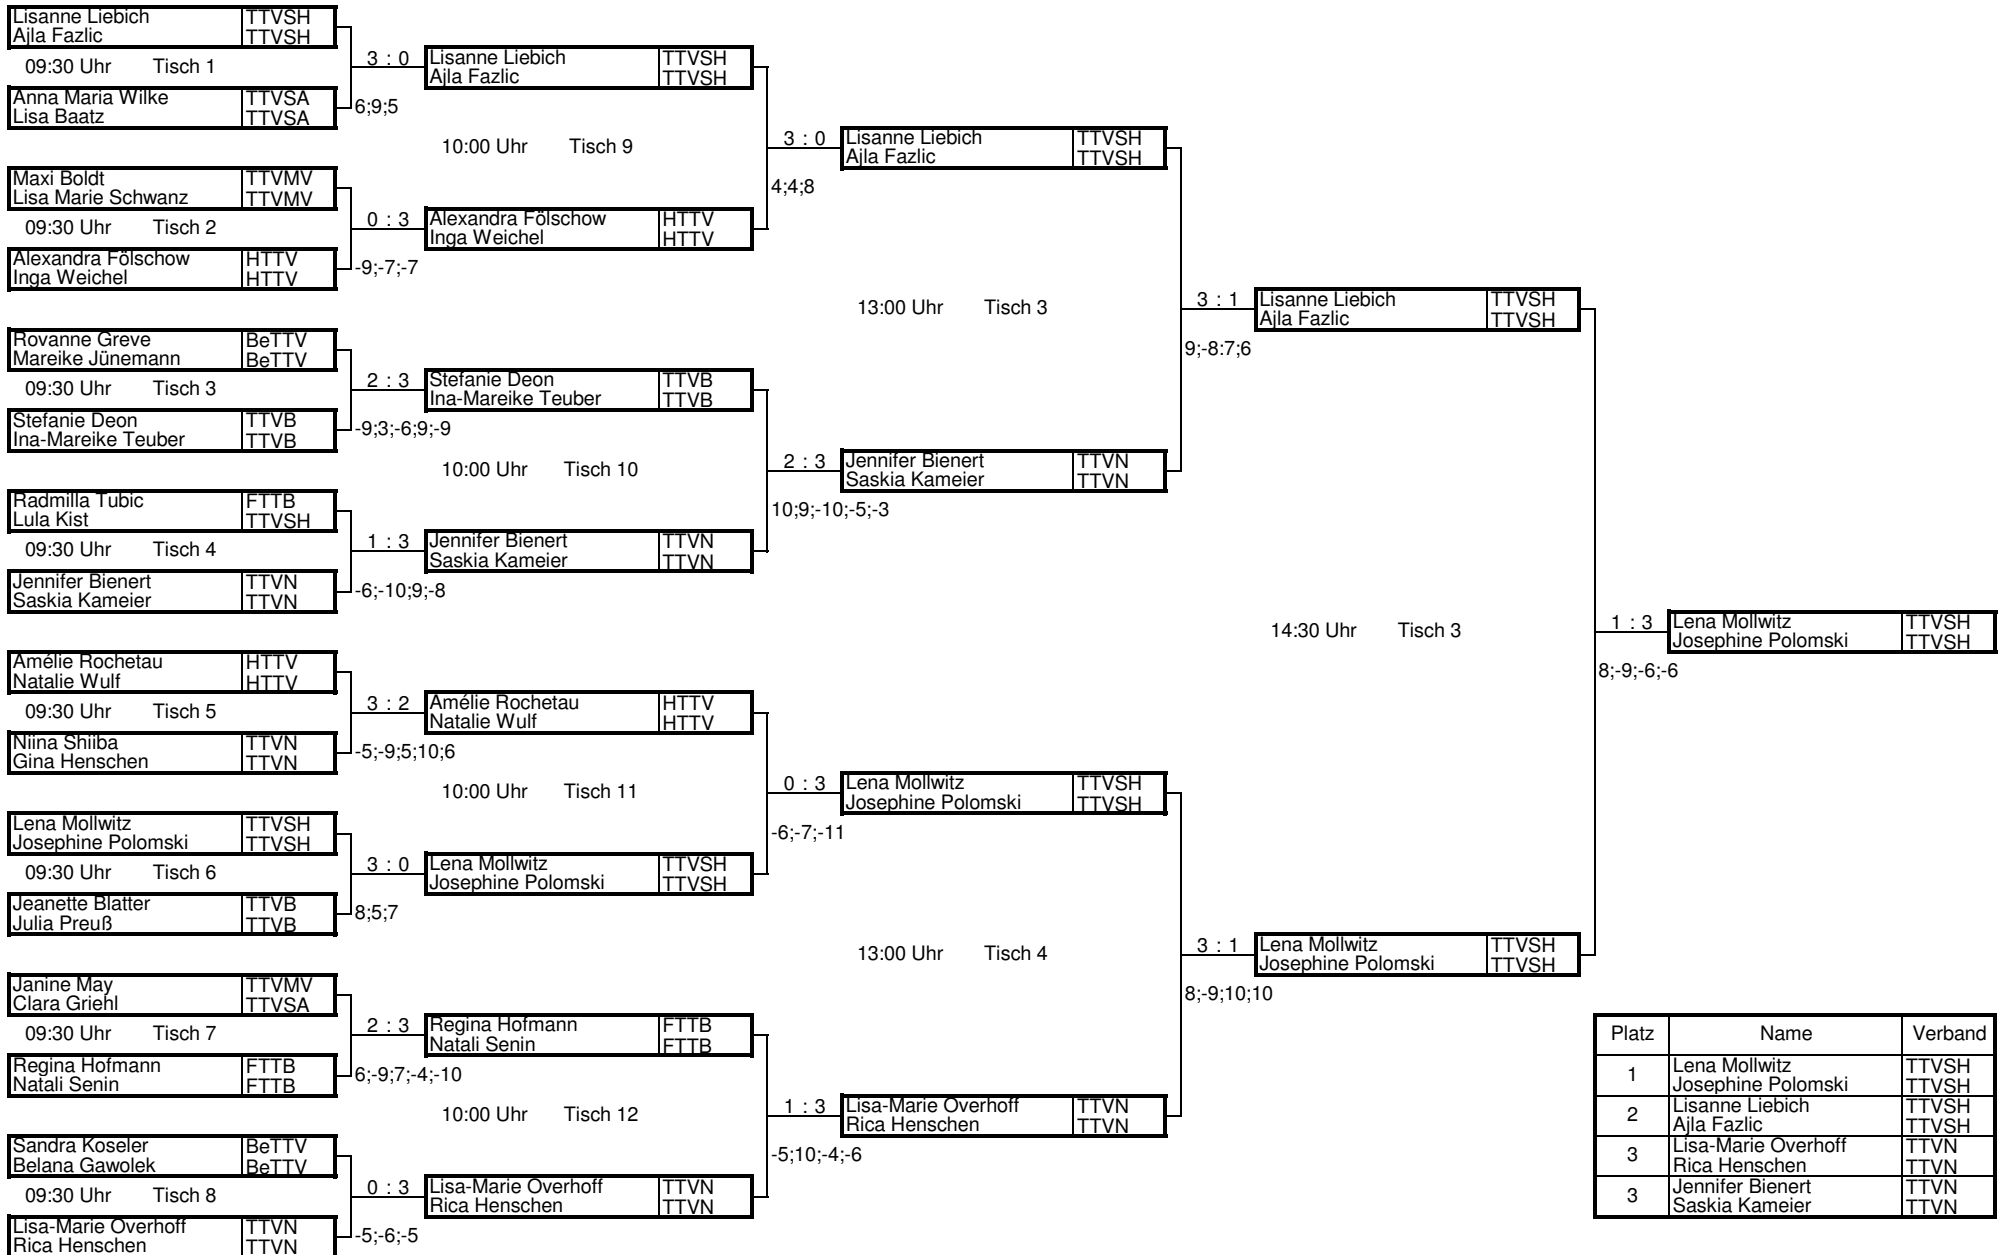 Lisanne Liebich TTVSH
Ajla Fazlic TTVSH
09:30 Uhr Tisch 1
Anna Maria Wilke TTVSA
Lisa Baatz TTVSA
Maxi Boldt TTVMV
Lisa Marie Schwanz TTVMV
09:30 Uhr Tisch 2
Alexandra Fölschow HTTV
Inga Weichel HTTV
Rovanne Greve BeTTV
Mareike Jünemann BeTTV
09:30 Uhr Tisch 3
Stefanie Deon TTVB
Ina-Mareike Teuber TTVB
Radmilla Tubic FTTB
Lula Kist TTVSH
09:30 Uhr Tisch 4
Jennifer Bienert TTVN
Saskia Kameier TTVN
Amélie Rochetau HTTV
Natalie Wulf HTTV
09:30 Uhr Tisch 5
Niina Shiiba TTVN
Gina Henschen TTVN
Lena Mollwitz TTVSH
Josephine Polomski TTVSH
09:30 Uhr Tisch 6
Jeanette Blatter TTVB
Julia Preuß TTVB
Janine May TTVMV
Clara Griehl TTVSA
09:30 Uhr Tisch 7
Regina Hofmann FTTB
Natali Senin FTTB
Sandra Koseler BeTTV
Belana Gawolek BeTTV
09:30 Uhr Tisch 8
Lisa-Marie Overhoff TTVN
Rica Henschen TTVN
3 : 0
6;9;5
0 : 3
-9;-7;-7
2 : 3
-9;3;-6;9;-9
1 : 3
-6;-10;9;-8
3 : 2
-5;-9;5;10;6
3 : 0
8;5;7
2 : 3
6;-9;7;-4;-10
0 : 3
-5;-6;-5
Lisanne Liebich TTVSH
Ajla Fazlic TTVSH
10:00 Uhr Tisch 9
Alexandra Fölschow HTTV
Inga Weichel HTTV
Stefanie Deon TTVB
Ina-Mareike Teuber TTVB
10:00 Uhr Tisch 10
Jennifer Bienert TTVN
Saskia Kameier TTVN
Amélie Rochetau HTTV
Natalie Wulf HTTV
10:00 Uhr Tisch 11
Lena Mollwitz TTVSH
Josephine Polomski TTVSH
Regina Hofmann FTTB
Natali Senin FTTB
10:00 Uhr Tisch 12
Lisa-Marie Overhoff TTVN
Rica Henschen TTVN
3 : 0
4;4;8
2 : 3
10;9;-10;-5;-3
0 : 3
-6;-7;-11
1 : 3
-5;10;-4;-6
Lisanne Liebich TTVSH
Ajla Fazlic TTVSH
13:00 Uhr Tisch 3
Jennifer Bienert TTVN
Saskia Kameier TTVN
Lena Mollwitz TTVSH
Josephine Polomski TTVSH
13:00 Uhr Tisch 4
Lisa-Marie Overhoff TTVN
Rica Henschen TTVN
3 : 1
9;-8:7;6
3 : 1
8;-9;10;10
Lisanne Liebich TTVSH
Ajla Fazlic TTVSH
14:30 Uhr Tisch 3
Lena Mollwitz TTVSH
Josephine Polomski TTVSH
1 : 3
8;-9;-6;-6
Lena Mollwitz TTVSH
Josephine Polomski TTVSH
Platz Name Verband
1 Lena Mollwitz TTVSH
Josephine Polomski TTVSH
2 Lisanne Liebich TTVSH
Ajla Fazlic TTVSH
3 Lisa-Marie Overhoff TTVN
Rica Henschen TTVN
3 Jennifer Bienert TTVN
Saskia Kameier TTVN